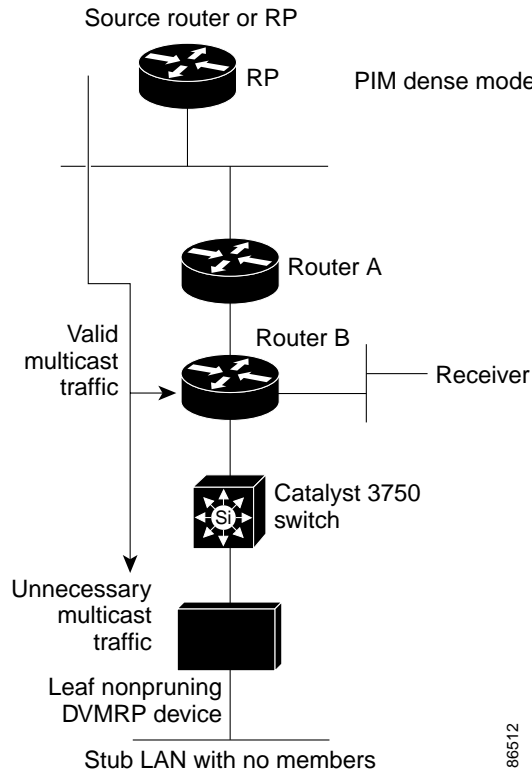 Source router or RP
RP
PIM dense mode
Router A
Valid
multicast
traffic
Router B
Receiver
Catalyst 3750
switch
Si
Unnecessary
multicast
traffic
Leaf nonpruning
DVMRP device
Stub LAN with no members
86512